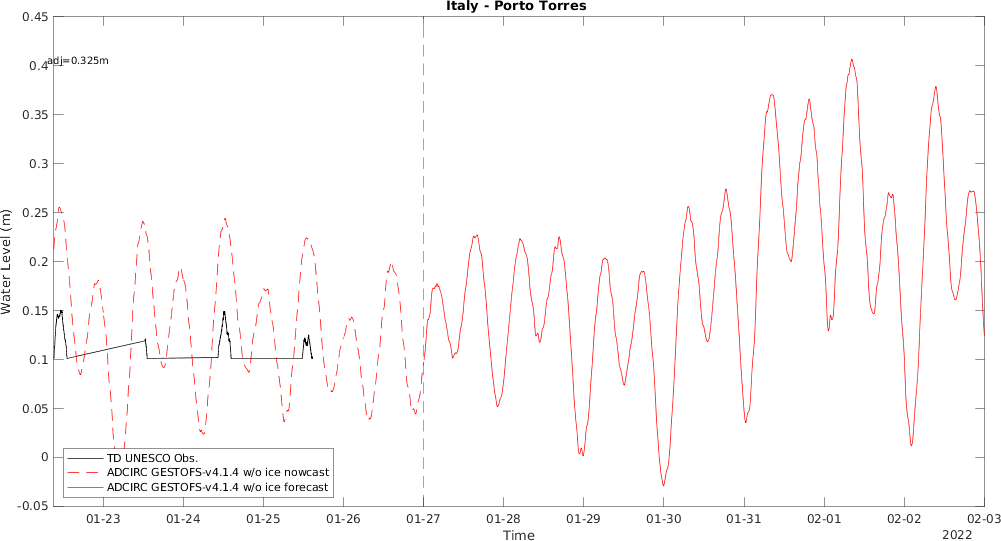 Italy - Porto Torres
adj=0.325m
Water Level (m)
0.45
0.4
0.35
0.3
0.25
0.2
0.15
0.1
0.05
0
-0.05
TD UNESCO Obs.
ADCIRC GESTOFS-v4.1.4 w/o ice nowcast
ADCIRC GESTOFS-v4.1.4 w/o ice forecast
01-23 01-24 01-25 01-26 01-27 01-28 01-29 01-30 01-31 02-01 02-02 02-03
Time
2022